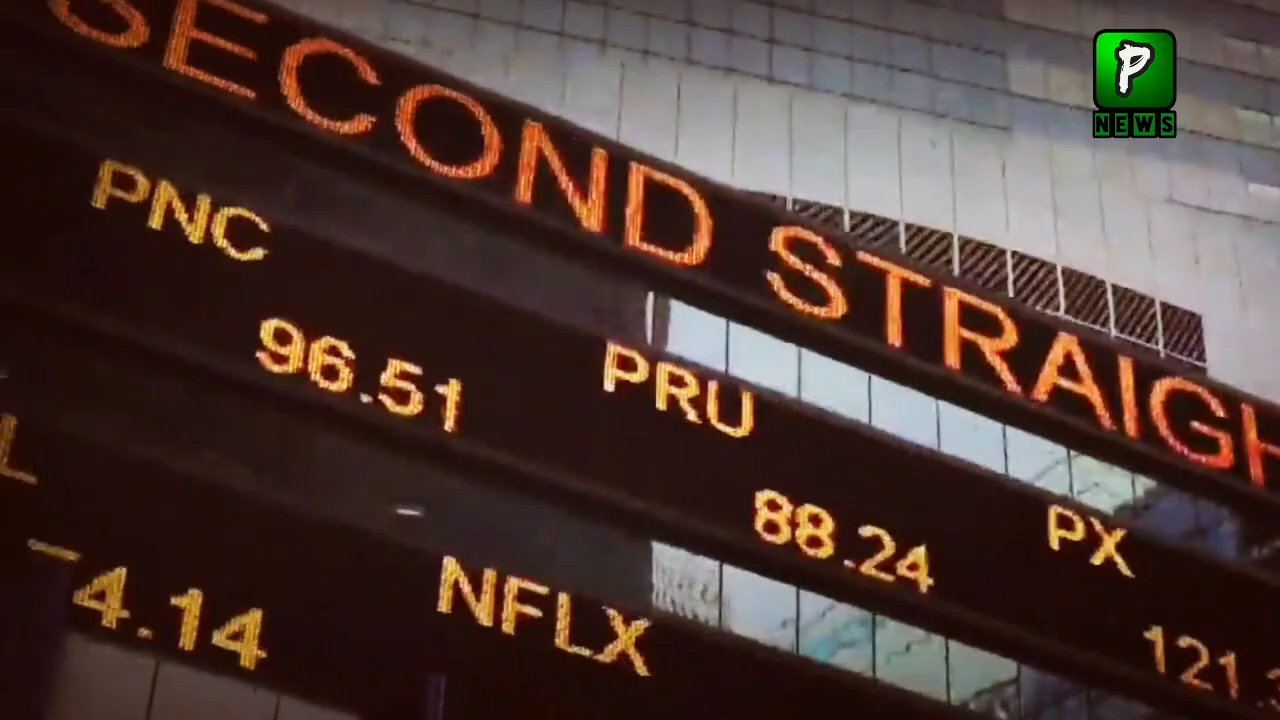 P
NEWS
SECOND STRAIGH
PNC
96.51
PRU
88.24
PX
121.
L
4.14
NFLX